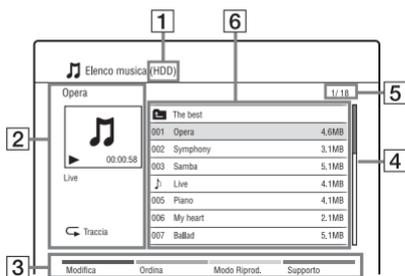 1
6
Elenco musica (HDD)
Opera
1/ 18
5
The best
001 Opera 4,6MB
2
00:00:58
002 Symphony 3,1MB
003 Samba 5,1MB
4
Live
Live 4.1MB
005 Piano 4,1MB
006 My heart 2.1MB
Traccia
007 Ballad 5,1MB
3
Modifica Ordina Modo Riprod. Supporto